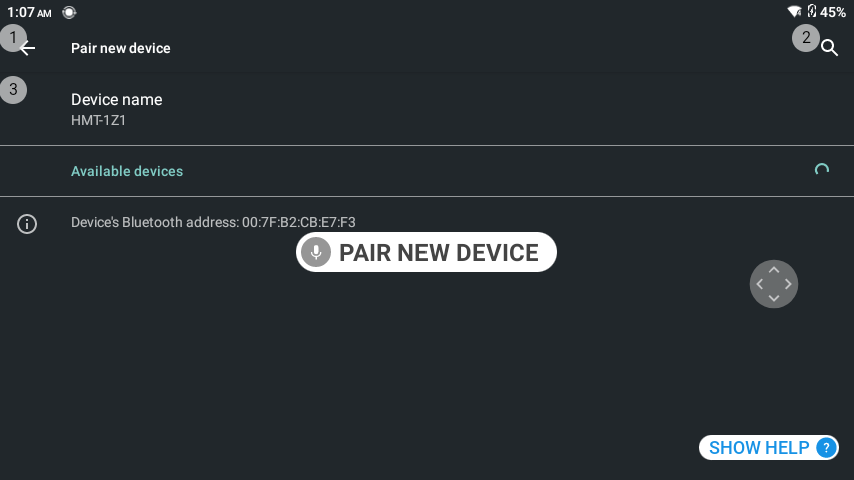 1:07 AM 45%
1 Pair new device 2
3
Device name
HMT-1Z1
Available devices
Device's Bluetooth address: 00:7F:B2:CB:E7:F3
PAIR NEW DEVICE
SHOW HELP ?